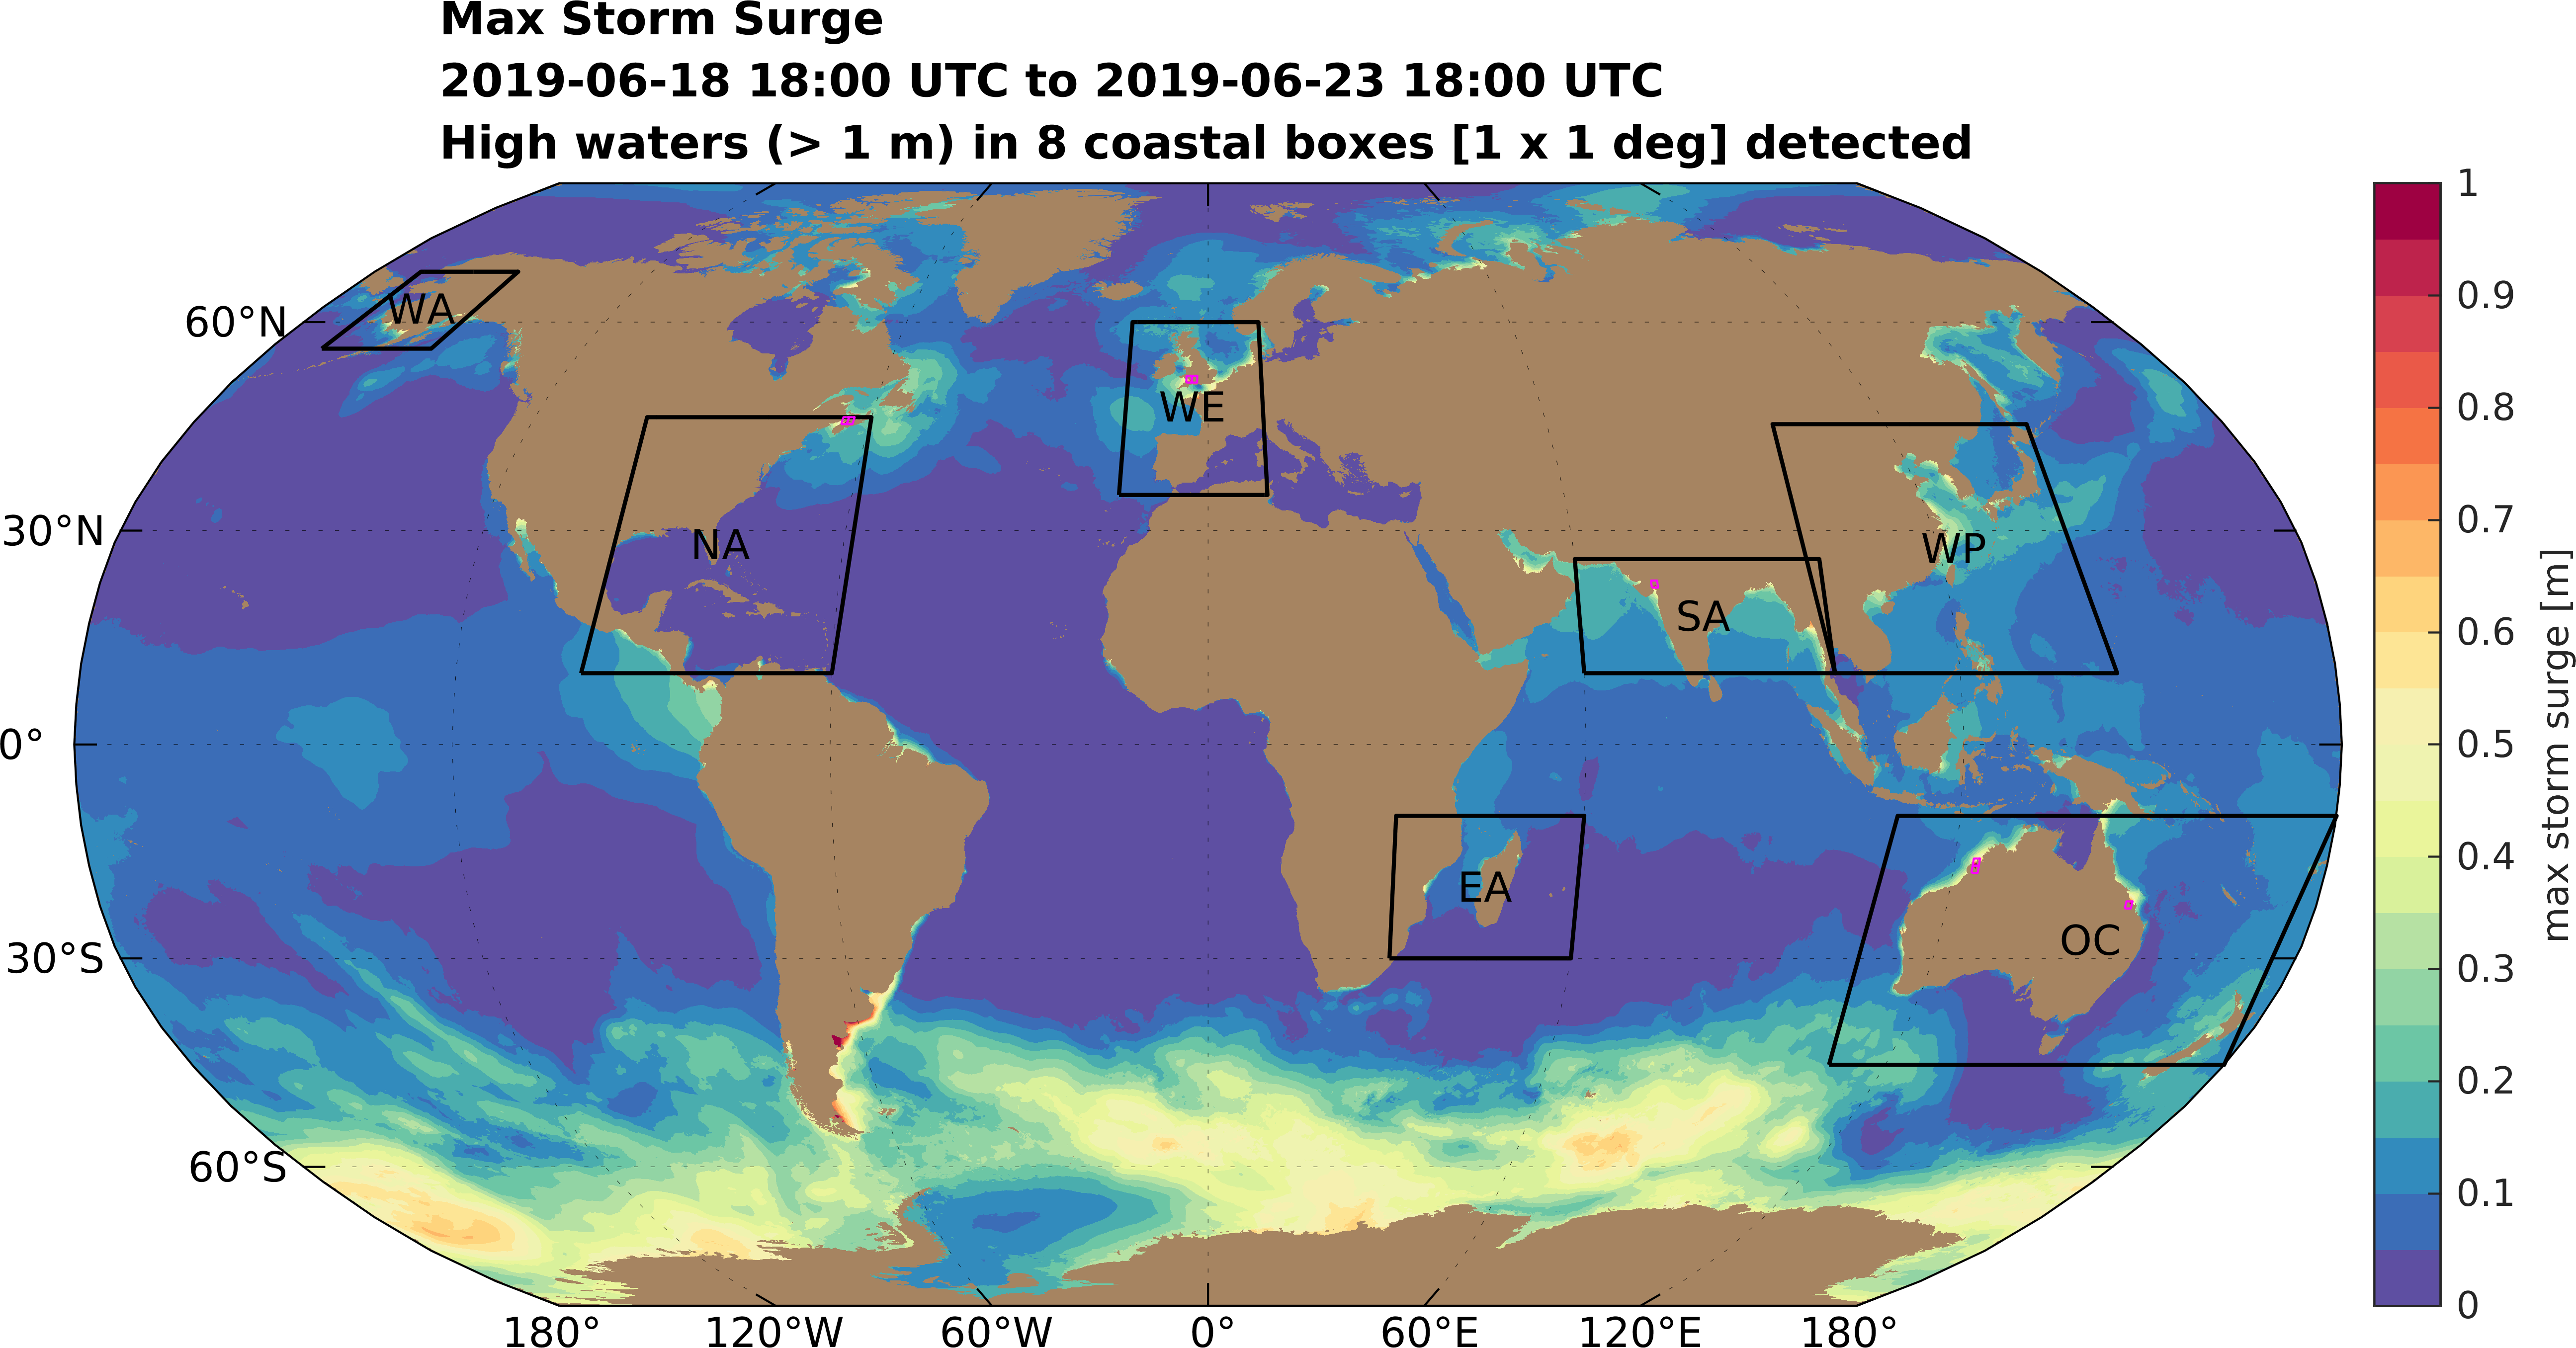 Max Storm Surge
2019-06-18 18:00 UTC to 2019-06-23 18:00 UTC
High waters (> 1 m) in 8 coastal boxes [1 x 1 deg] detected
60°N
30°N
0°
30°S
60°S
180°
120°W
60°W
0°
60°E
120°E
180°
WA
NA
WE
SA
WP
EA
OC
1
0.9
0.8
0.7
0.6
0.5
0.4
0.3
0.2
0.1
0
max storm surge [m]